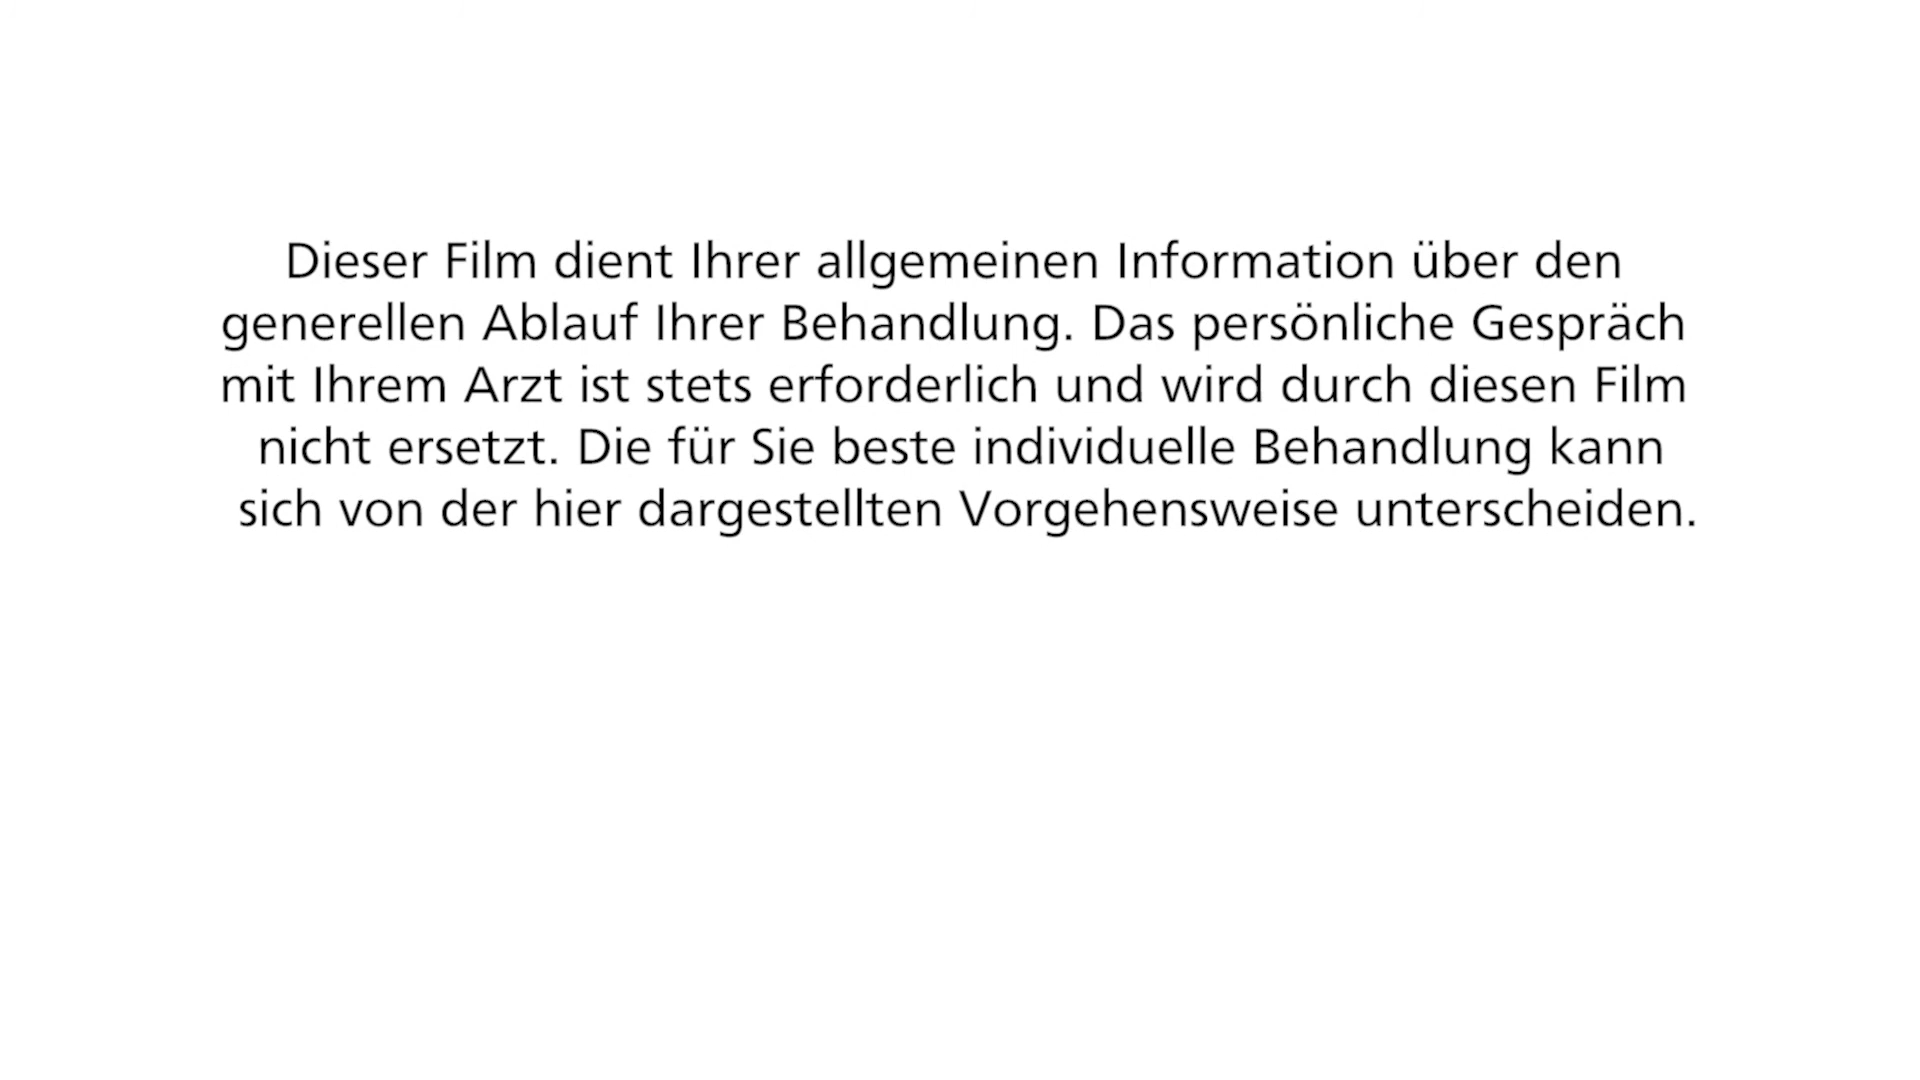 Dieser Film dient Ihrer allgemeinen Information über den
generellen Ablauf Ihrer Behandlung. Das persönliche Gespräch
mit Ihrem Arzt ist stets erforderlich und wird durch diesen Film
nicht ersetzt. Die für Sie beste individuelle Behandlung kann
sich von der hier dargestellten Vorgehensweise unterscheiden.